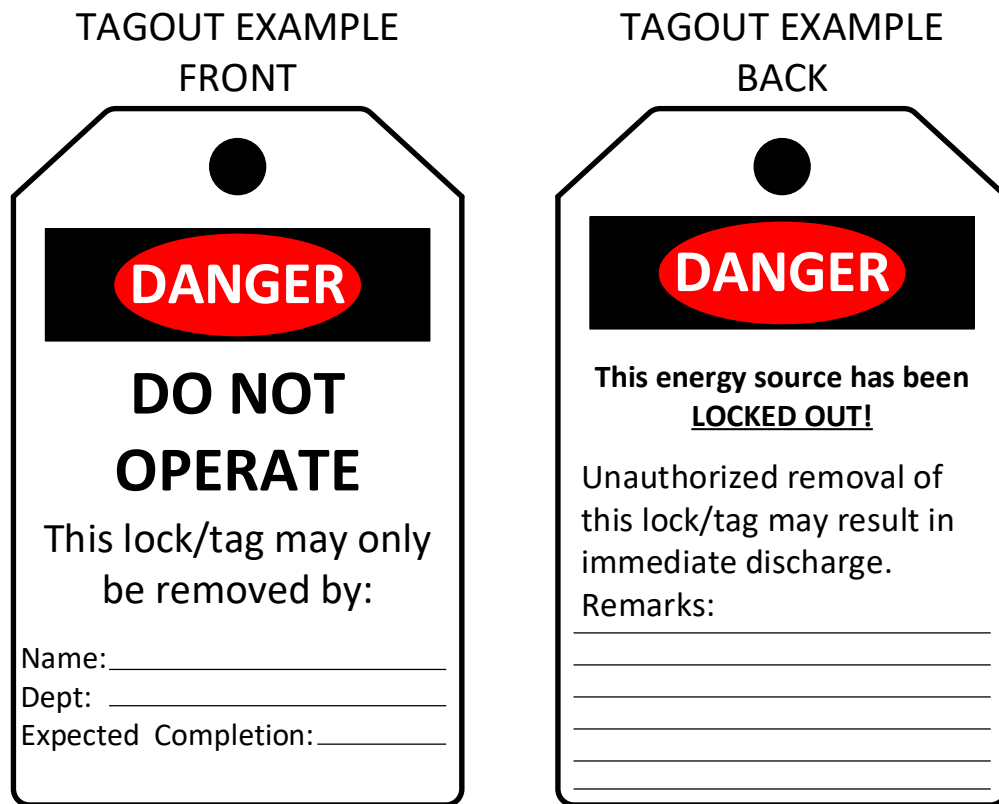 TAGOUT EXAMPLE
FRONT
DANGER
DO NOT
OPERATE
This lock/tag may only
be removed by:
Name:
Dept:
Expected Completion:
TAGOUT EXAMPLE
BACK
DANGER
This energy source has been
LOCKED OUT!
Unauthorized removal of
this lock/tag may result in
immediate discharge.
Remarks: